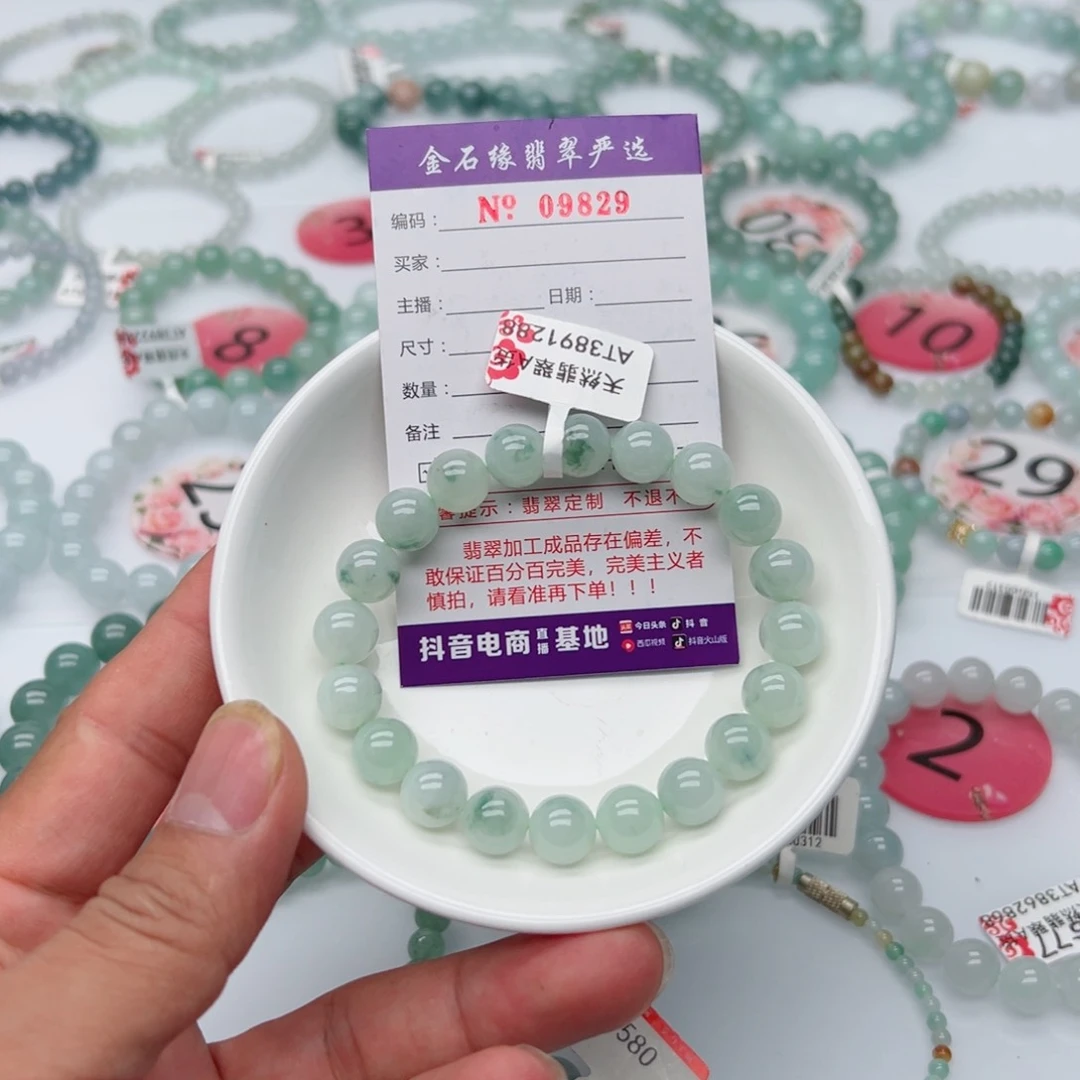 金石缘翡翠严选
编码： Nº 09829
买家：
主播： 日期：
尺寸：
天然翡翠A货
AT3891288
数量：
备注
提示：翡翠定制 不退不
翡翠加工成品存在偏差，不
敢保证百分百完美，完美主义者
慎拍，请看准再下单！！！
抖音电商直播基地
今日头条 抖音
西瓜视频 抖音火山版
3
8
30
10
29
2
AT3862868
77
0312
580